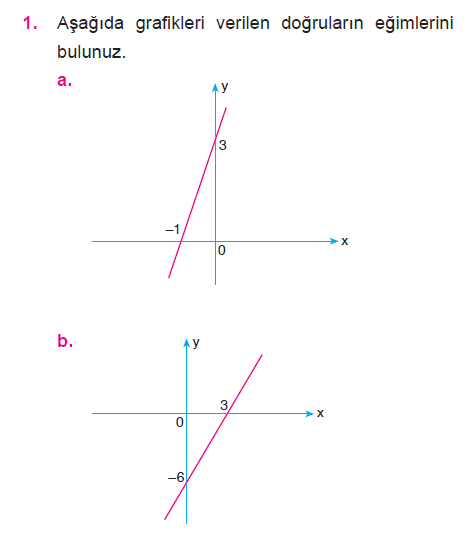 1. Aşağıda grafikleri verilen doğruların eğimlerini
bulunuz.
a.
y
3
–1
0
x
b.
y
3
x
0
–6